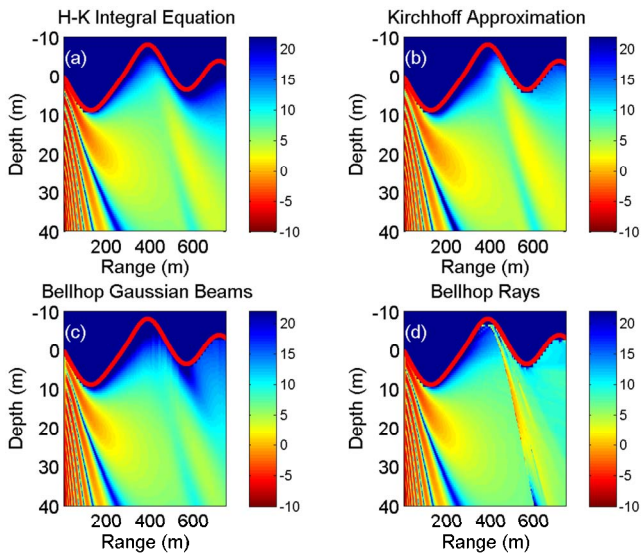 H-K Integral Equation
Kirchhoff Approximation
(a)
-10
0
10
20
30
40
Depth (m)
200 400 600
Range (m)
20
15
10
5
0
-5
-10
(b)
-10
0
10
20
30
40
Depth (m)
200 400 600
Range (m)
20
15
10
5
0
-5
-10
Bellhop Gaussian Beams
Bellhop Rays
(c)
-10
0
10
20
30
40
Depth (m)
200 400 600
Range (m)
20
15
10
5
0
-5
-10
(d)
-10
0
10
20
30
40
Depth (m)
200 400 600
Range (m)
20
15
10
5
0
-5
-10